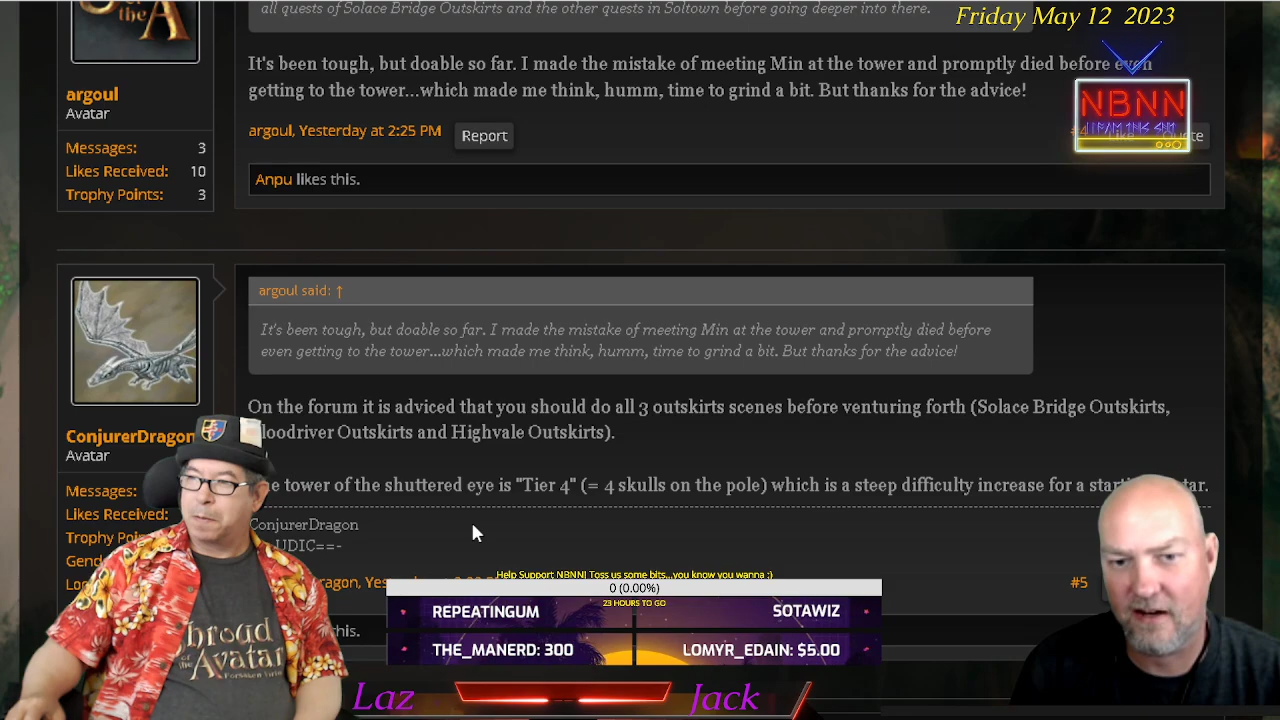 all quests of Solace Bridge Outskirts and the other quests in Soltown before going deeper into there.
Friday May 12 2023
the A
It's been tough, but doable so far. I made the mistake of meeting Min at the tower and promptly died before even
getting to the tower...which made me think, humm, time to grind a bit. But thanks for the advice!
argoul
Avatar
NBNN
argoul, Yesterday at 2:25 PM
Report
Messages: 3
Likes Received: 10
Trophy Points: 3
Anpu likes this.
argoul said: ↑
It's been tough, but doable so far. I made the mistake of meeting Min at the tower and promptly died before
even getting to the tower...which made me think, humm, time to grind a bit. But thanks for the advice!
On the forum it is adviced that you should do all 3 outskirts scenes before venturing forth (Solace Bridge Outskirts,
loodriver Outskirts and Highvale Outskirts).
ConjurerDragon
Avatar
e tower of the shuttered eye is "Tier 4" (= 4 skulls on the pole) which is a steep difficulty increase for a
Messages:
Likes Received:
ConjurerDragon
UDIC==-
Trophy
Help Support NBNN! Toss us some bits...you know you wanna :)
#5
0 (0.00%)
23 HOURS TO GO
REPEATINGUM
SOTAWIZ
this.
THE_MANERD: 300
LOMYR_EDAIN: $5.00
Shroud
of the
Avatar
Laz
Jack